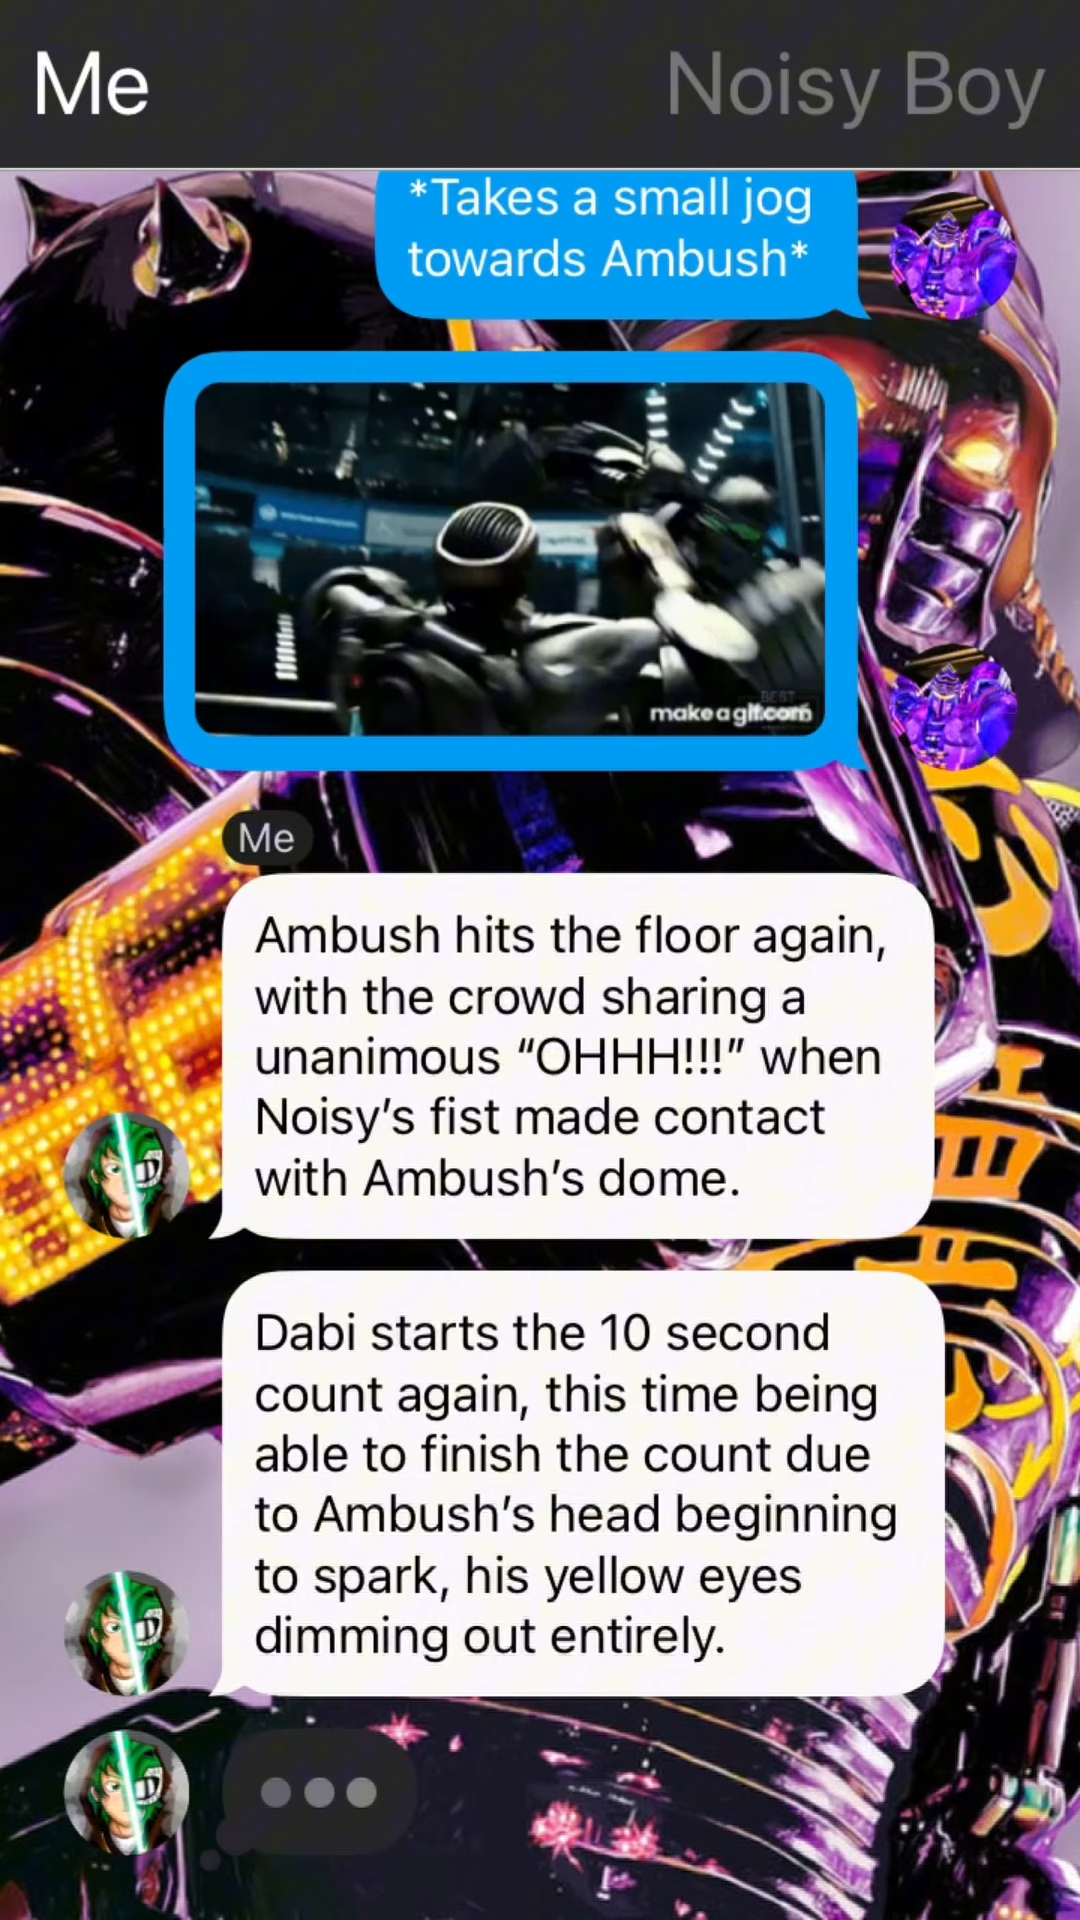 Me
Noisy Boy
*Takes a small jog
towards Ambush*
BEST
makeagif.com
Me
Ambush hits the floor again,
with the crowd sharing a
unanimous “OHHH!!!” when
Noisy’s fist made contact
with Ambush’s dome.
Dabi starts the 10 second
count again, this time being
able to finish the count due
to Ambush’s head beginning
to spark, his yellow eyes
dimming out entirely.